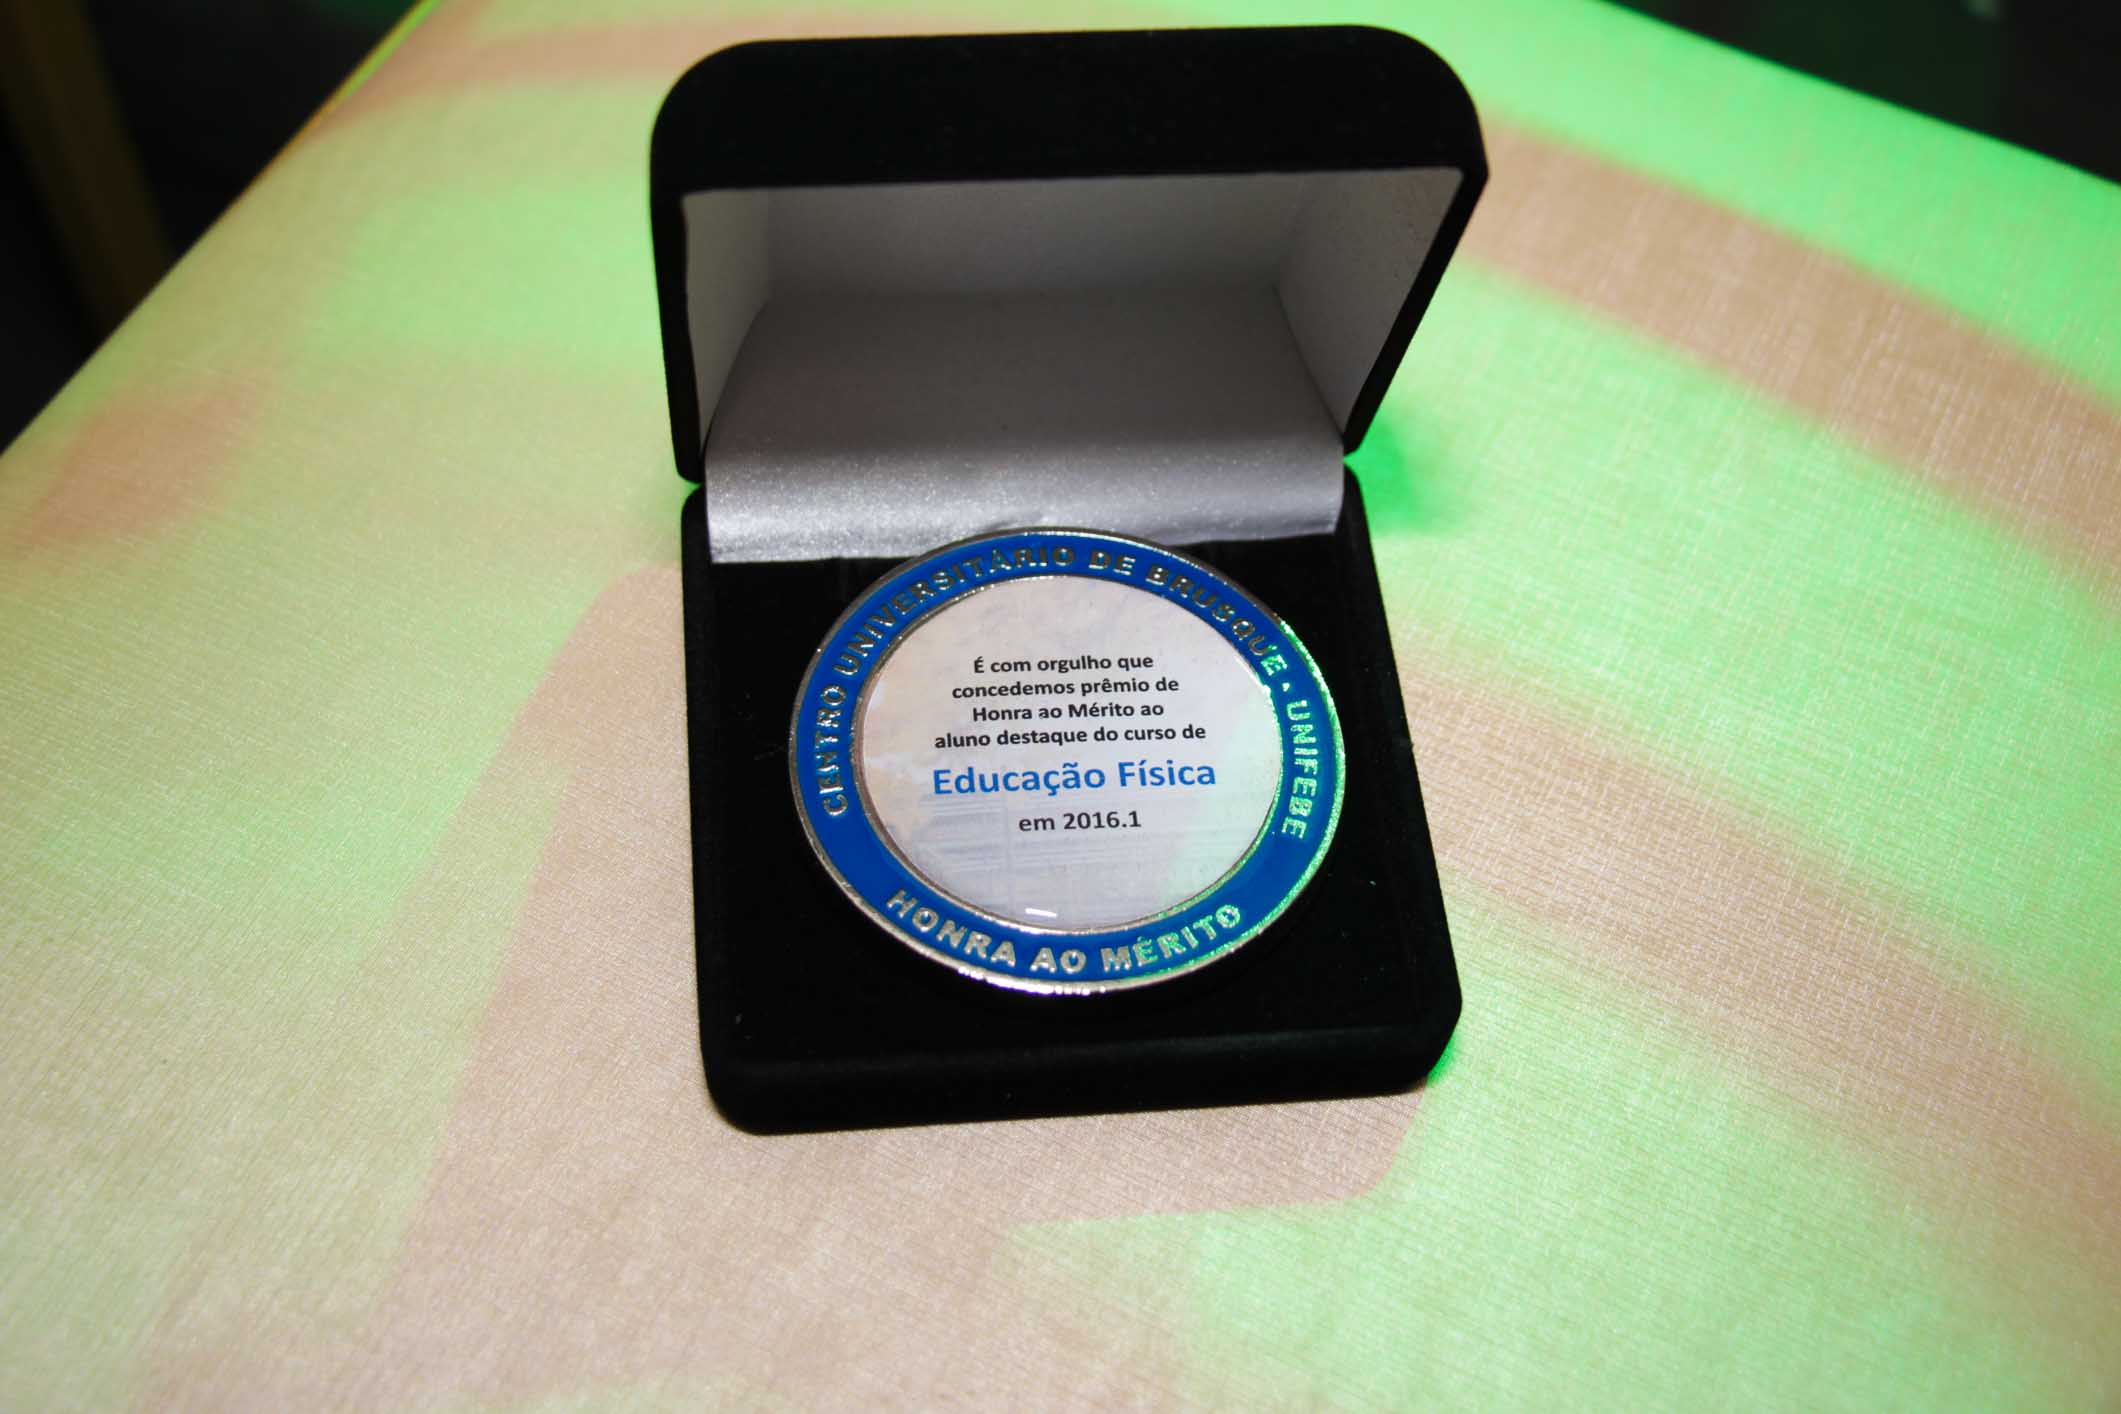 CENTRO UNIVERSITÁRIO DE BRUSQUE - UNIFEBE
É com orgulho que
concedemos prêmio de
Honra ao Mérito ao
aluno destaque do curso de
Educação Física
em 2016.1
HONRA AO MÉRITO